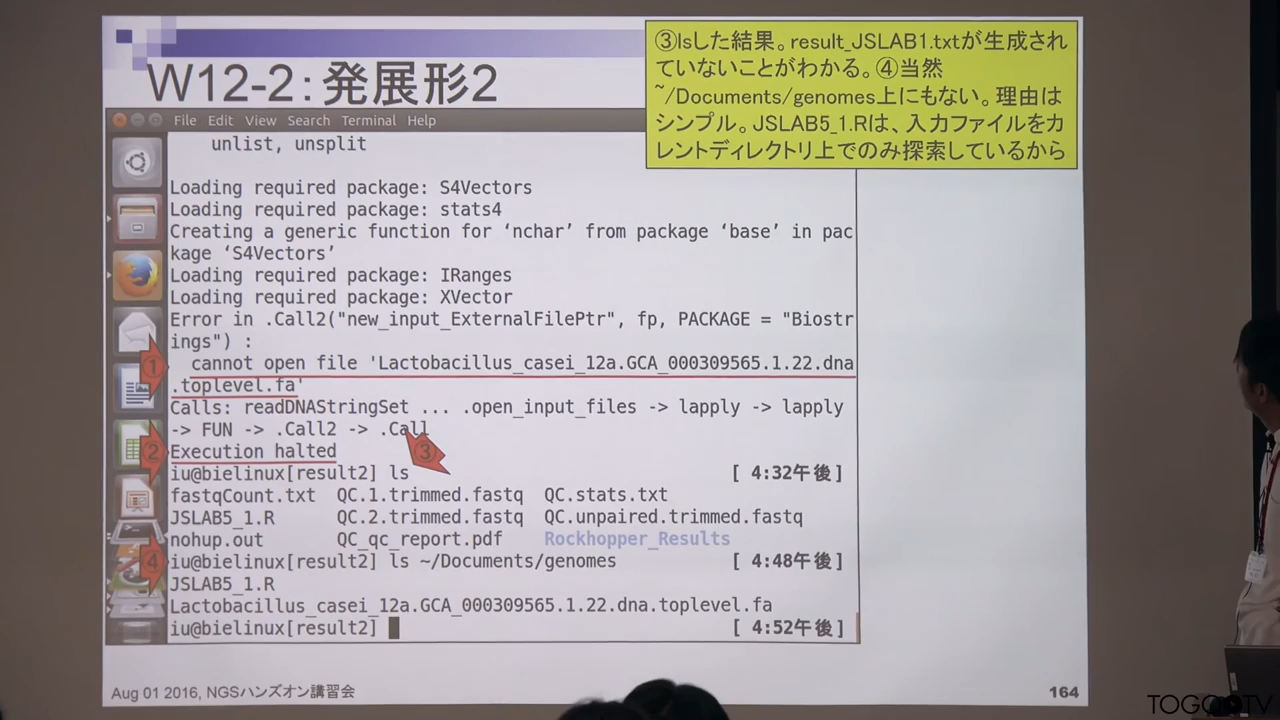 W12-2：発展形2
③lsした結果。result_JSLAB1.txtが生成され
ていないことがわかる。④当然
~/Documents/genomes上にもない。理由は
シンプル。JSLAB5_1.Rは、入力ファイルをカ
レントディレクトリ上でのみ探索しているから
File Edit View Search Terminal Help
unlist, unsplit
Loading required package: S4Vectors
Loading required package: stats4
Creating a generic function for ‘nchar’ from package ‘base’ in pac
kage ‘S4Vectors’
Loading required package: IRanges
Loading required package: XVector
Error in .Call2("new_input_ExternalFilePtr", fp, PACKAGE = "Biostr
ings") :
① cannot open file 'Lactobacillus_casei_12a.GCA_000309565.1.22.dna
.toplevel.fa'
Calls: readDNAStringSet ... .open_input_files -> lapply -> lapply
-> FUN -> .Call2 -> .Call
② Execution halted
③
iu@bielinux[result2] ls [ 4:32午後]
fastqCount.txt QC.1.trimmed.fastq QC.stats.txt
JSLAB5_1.R QC.2.trimmed.fastq QC.unpaired.trimmed.fastq
nohup.out QC_qc_report.pdf Rockhopper_Results
④ iu@bielinux[result2] ls ~/Documents/genomes [ 4:48午後]
JSLAB5_1.R
Lactobacillus_casei_12a.GCA_000309565.1.22.dna.toplevel.fa
iu@bielinux[result2] [ 4:52午後]
Aug 01 2016, NGSハンズオン講習会
164
TOGOTV